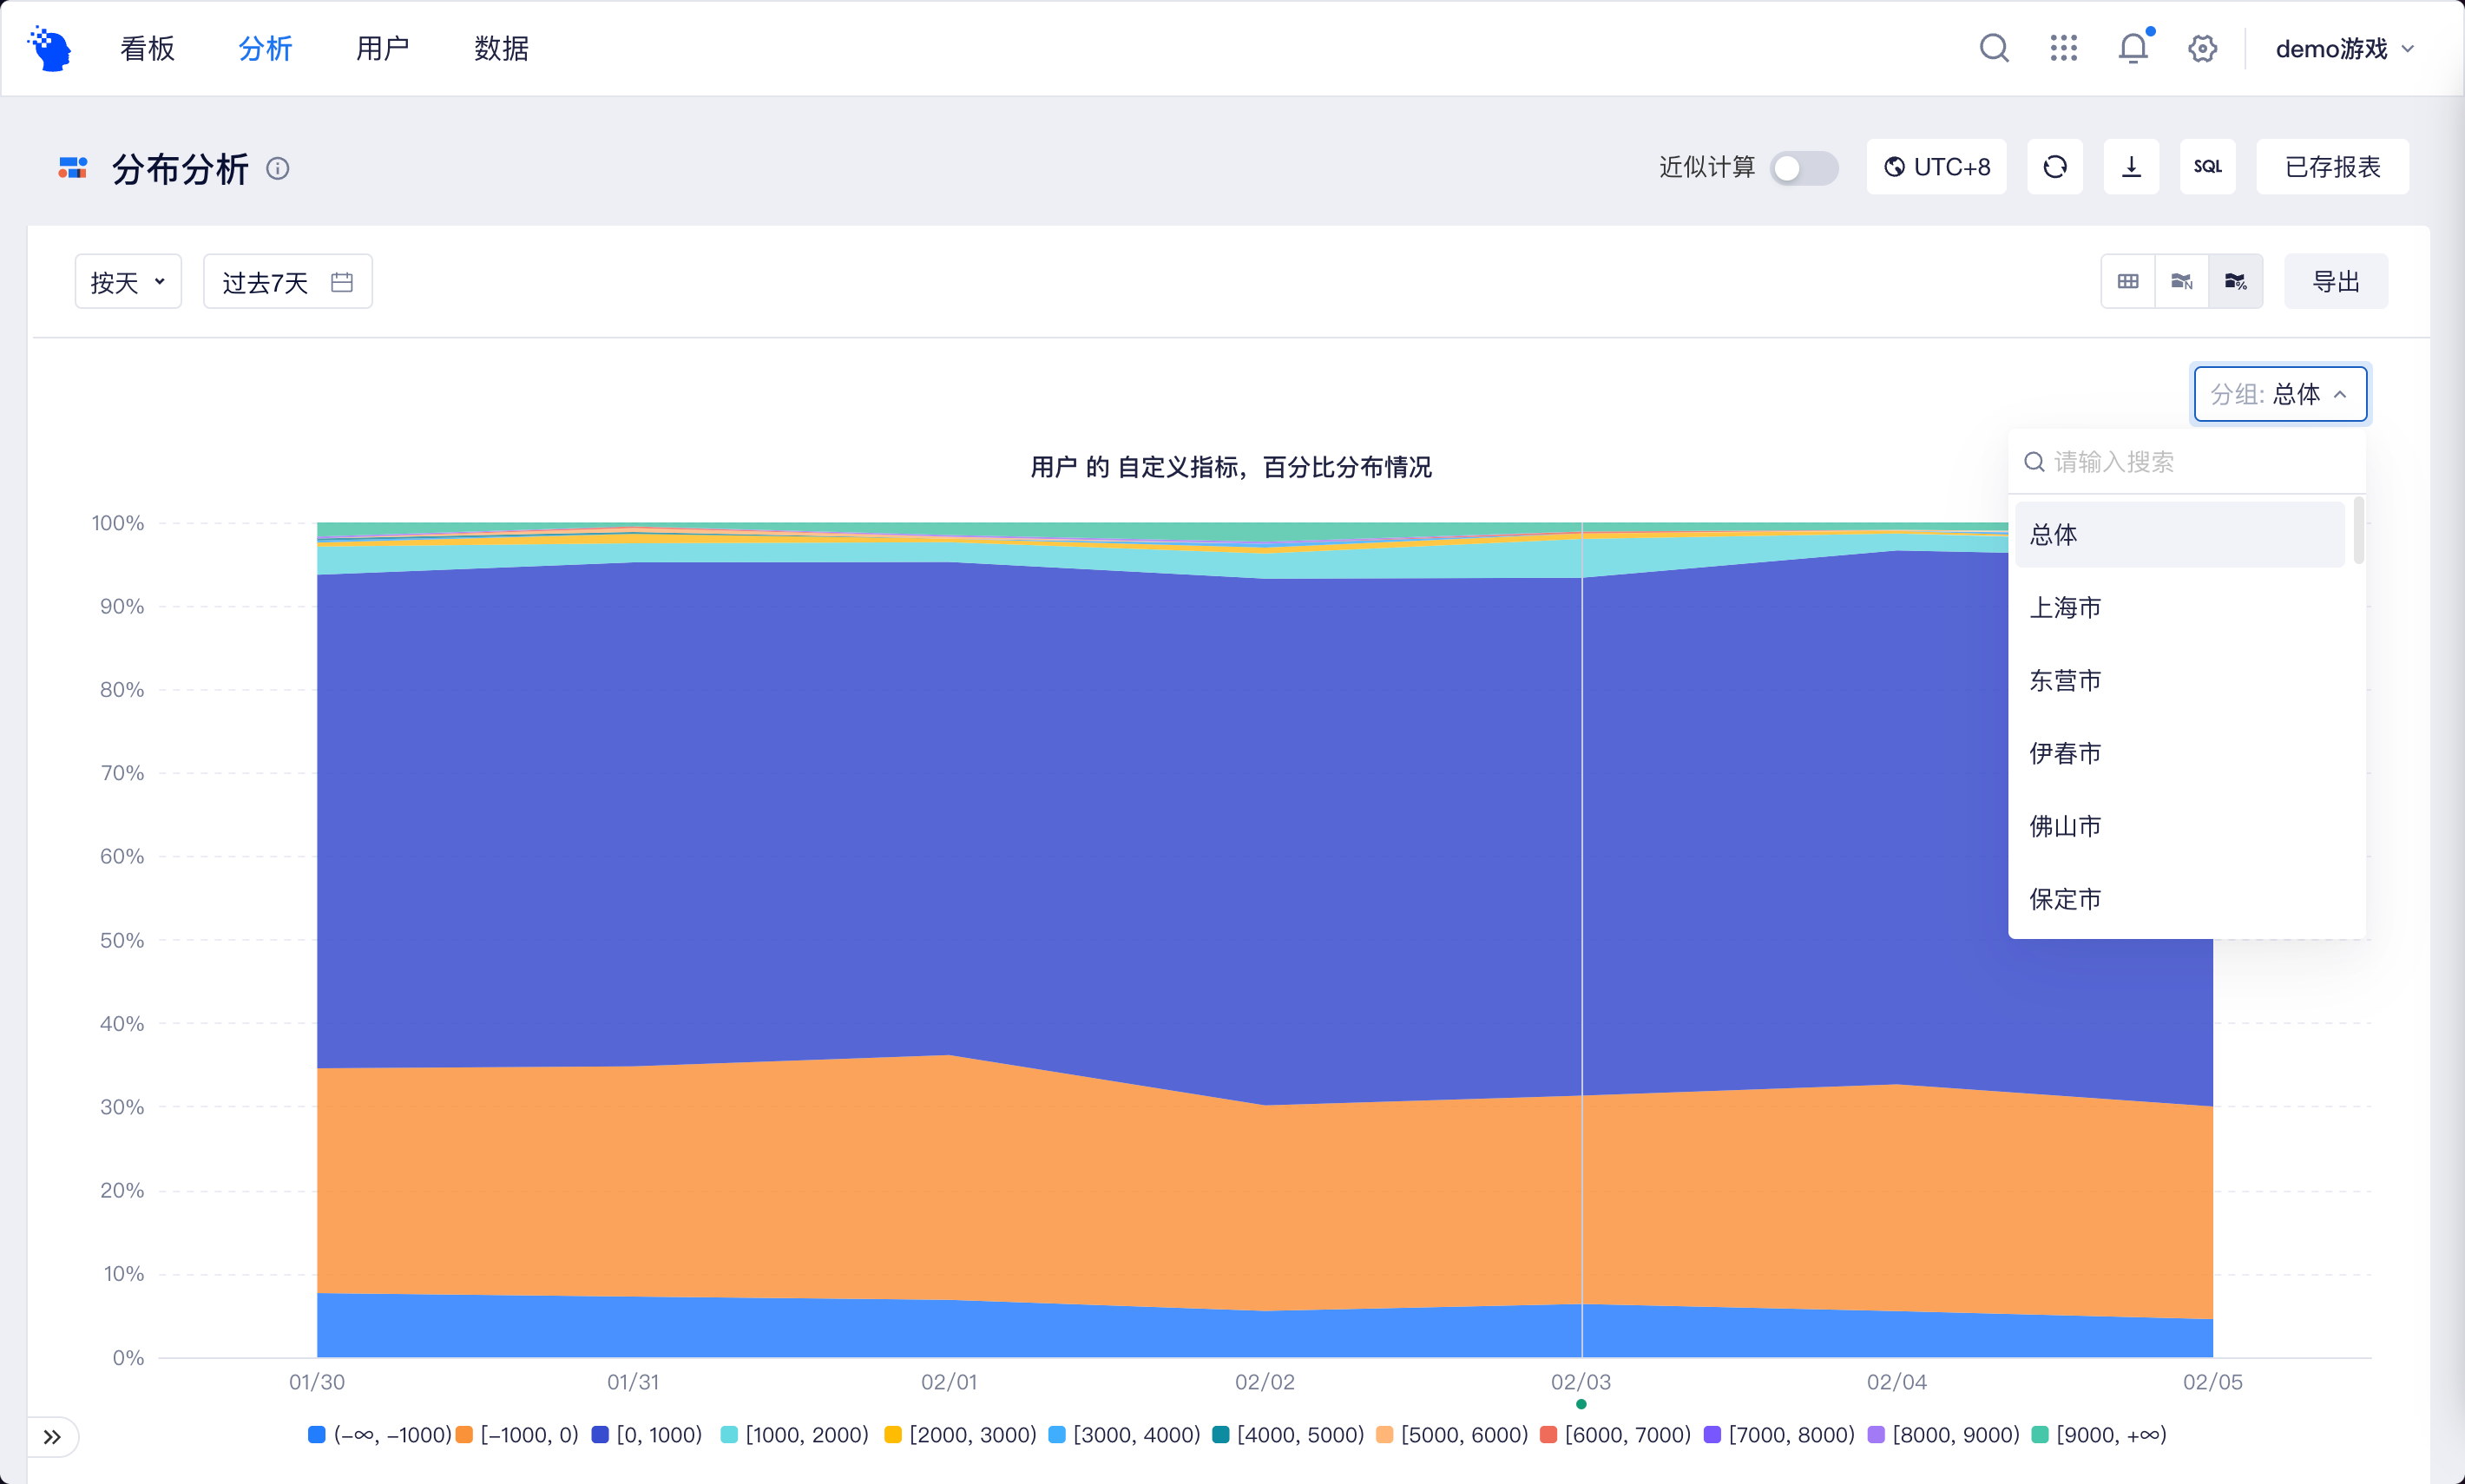 看板 分析 用户 数据 demo游戏
分布分析 近似计算 UTC+8 SQL 已存报表
按天 过去7天 N % 导出
分组: 总体
用户 的 自定义指标，百分比分布情况
请输入搜索
总体
上海市
东营市
伊春市
佛山市
保定市
100%
90%
80%
70%
60%
50%
40%
30%
20%
10%
0%
01/30 01/31 02/01 02/02 02/03 02/04 02/05
(−∞, −1000) [−1000, 0) [0, 1000) [1000, 2000) [2000, 3000) [3000, 4000) [4000, 5000) [5000, 6000) [6000, 7000) [7000, 8000) [8000, 9000) [9000, +∞)